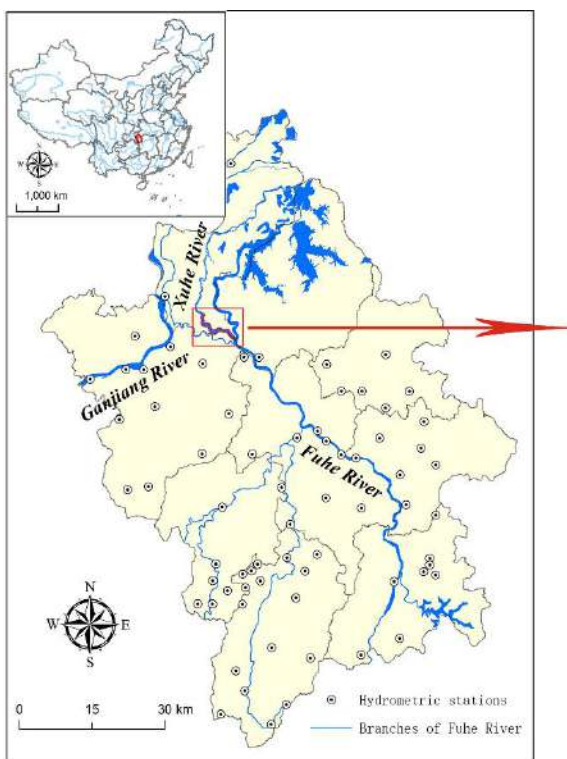 N
W
E
S
1,000 km
Xuhe River
Ganjiang River
Fuhe River
N
W
E
S
0
15
30 km
Hydrometric stations
Branches of Fuhe River